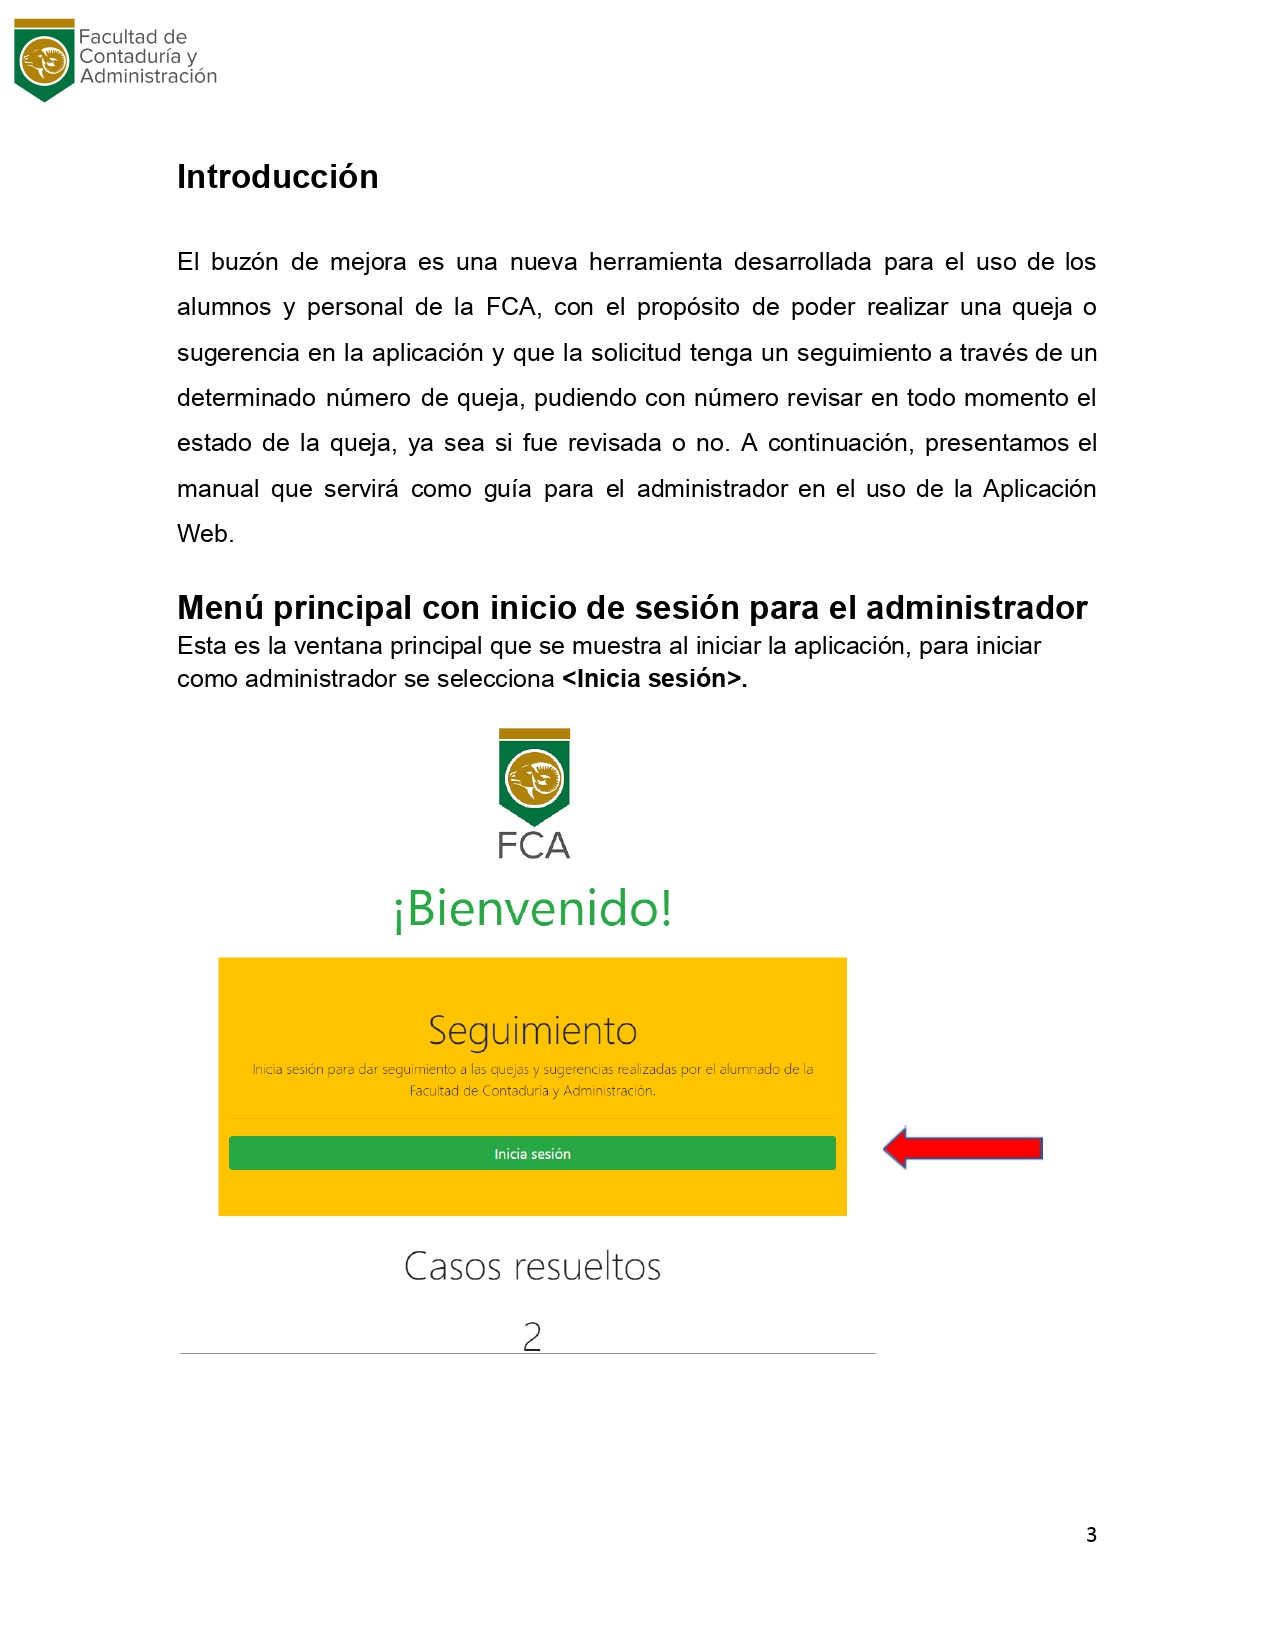 Facultad de
Contaduría y
Administración
Introducción
El buzón de mejora es una nueva herramienta desarrollada para el uso de los
alumnos y personal de la FCA, con el propósito de poder realizar una queja o
sugerencia en la aplicación y que la solicitud tenga un seguimiento a través de un
determinado número de queja, pudiendo con número revisar en todo momento el
estado de la queja, ya sea si fue revisada o no. A continuación, presentamos el
manual que servirá como guía para el administrador en el uso de la Aplicación
Web.
Menú principal con inicio de sesión para el administrador
Esta es la ventana principal que se muestra al iniciar la aplicación, para iniciar
como administrador se selecciona <Inicia sesión>.
FCA
¡Bienvenido!
Seguimiento
Inicia sesión para dar seguimiento a las quejas y sugerencias realizadas por el alumnado de la
Facultad de Contaduría y Administración.
Inicia sesión
Casos resueltos
2
3